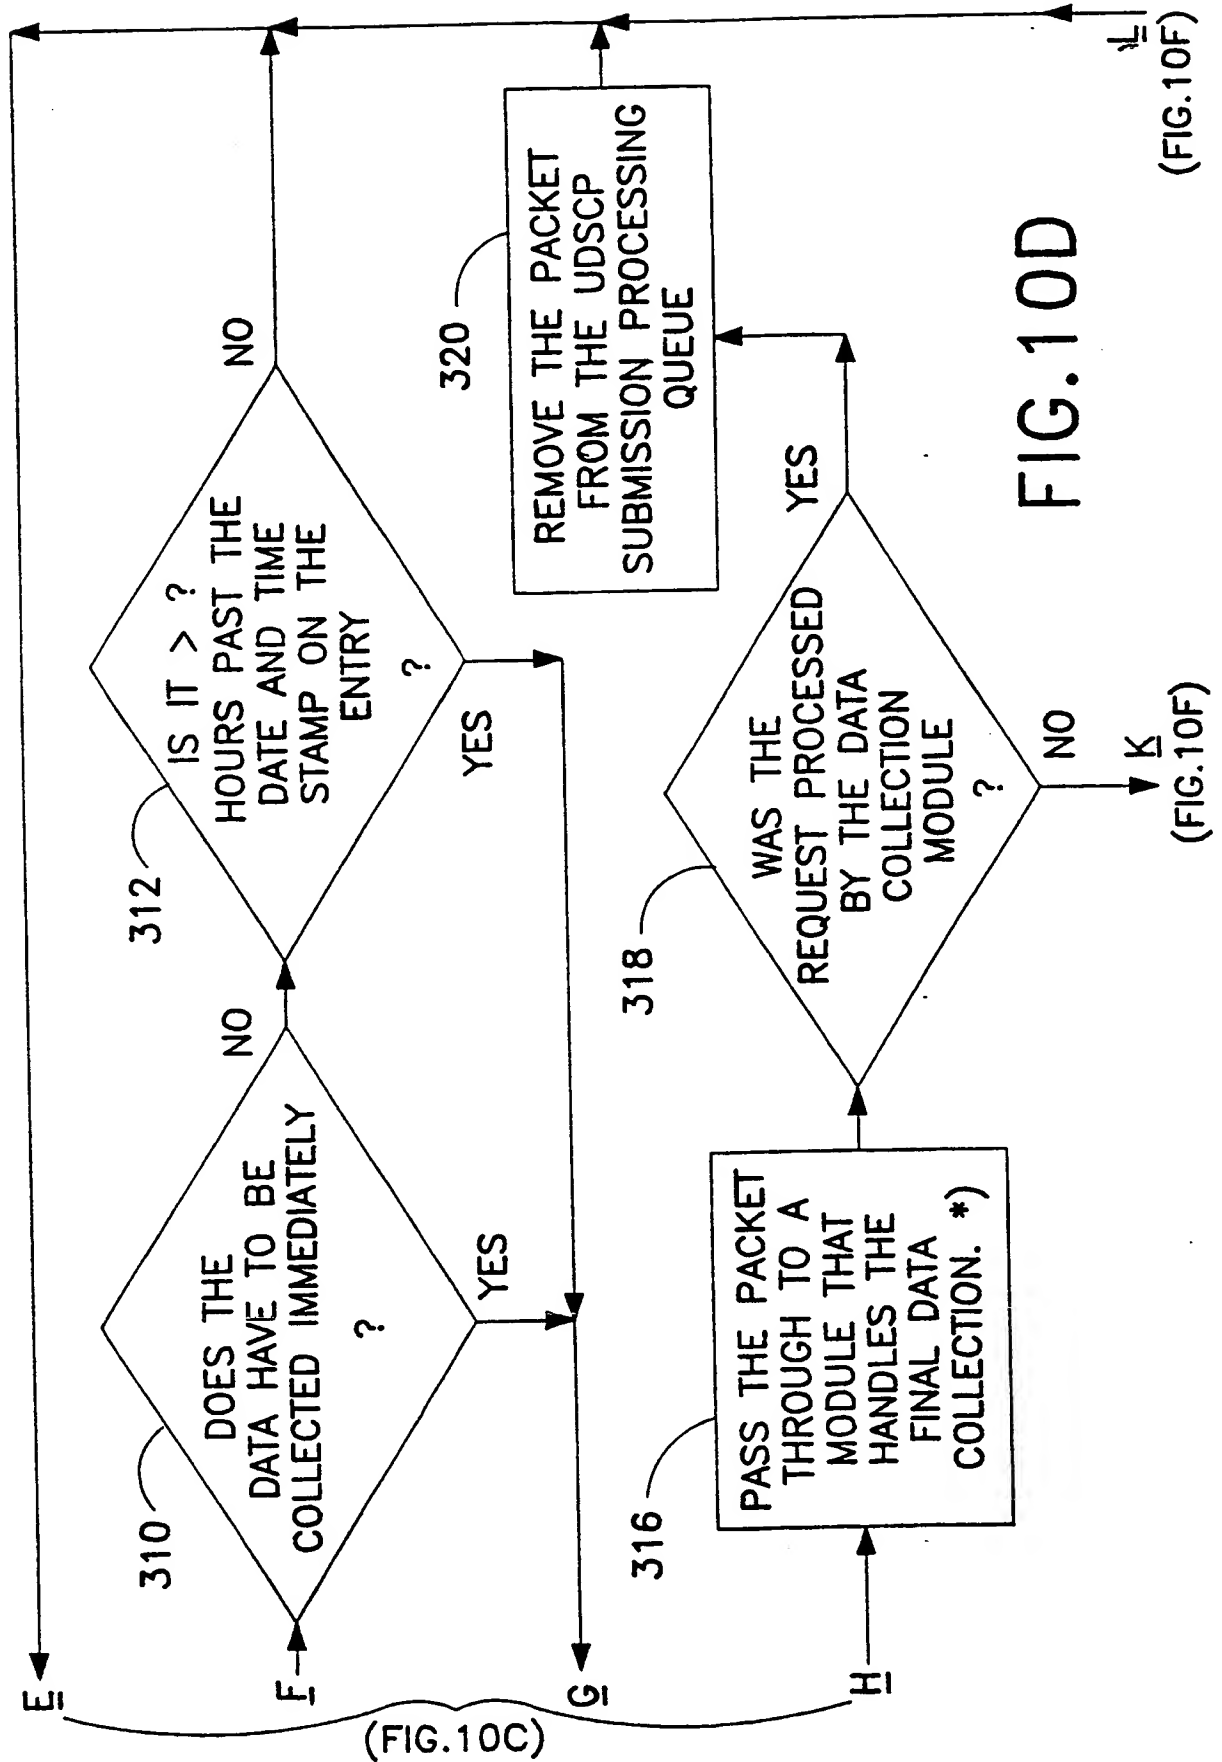 E
F
G
H
(FIG.10C)
310
DOES THE
DATA HAVE TO BE
COLLECTED IMMEDIATELY
?
NO
YES
312
IS IT > ?
HOURS PAST THE
DATE AND TIME
STAMP ON THE
ENTRY
?
NO
YES
316
PASS THE PACKET
THROUGH TO A
MODULE THAT
HANDLES THE
FINAL DATA
COLLECTION. *)
318
WAS THE
REQUEST PROCESSED
BY THE DATA
COLLECTION
MODULE
?
YES
NO
K
(FIG.10F)
320
REMOVE THE PACKET
FROM THE UDSCP
SUBMISSION PROCESSING
QUEUE
L
(FIG.10F)
FIG.10D